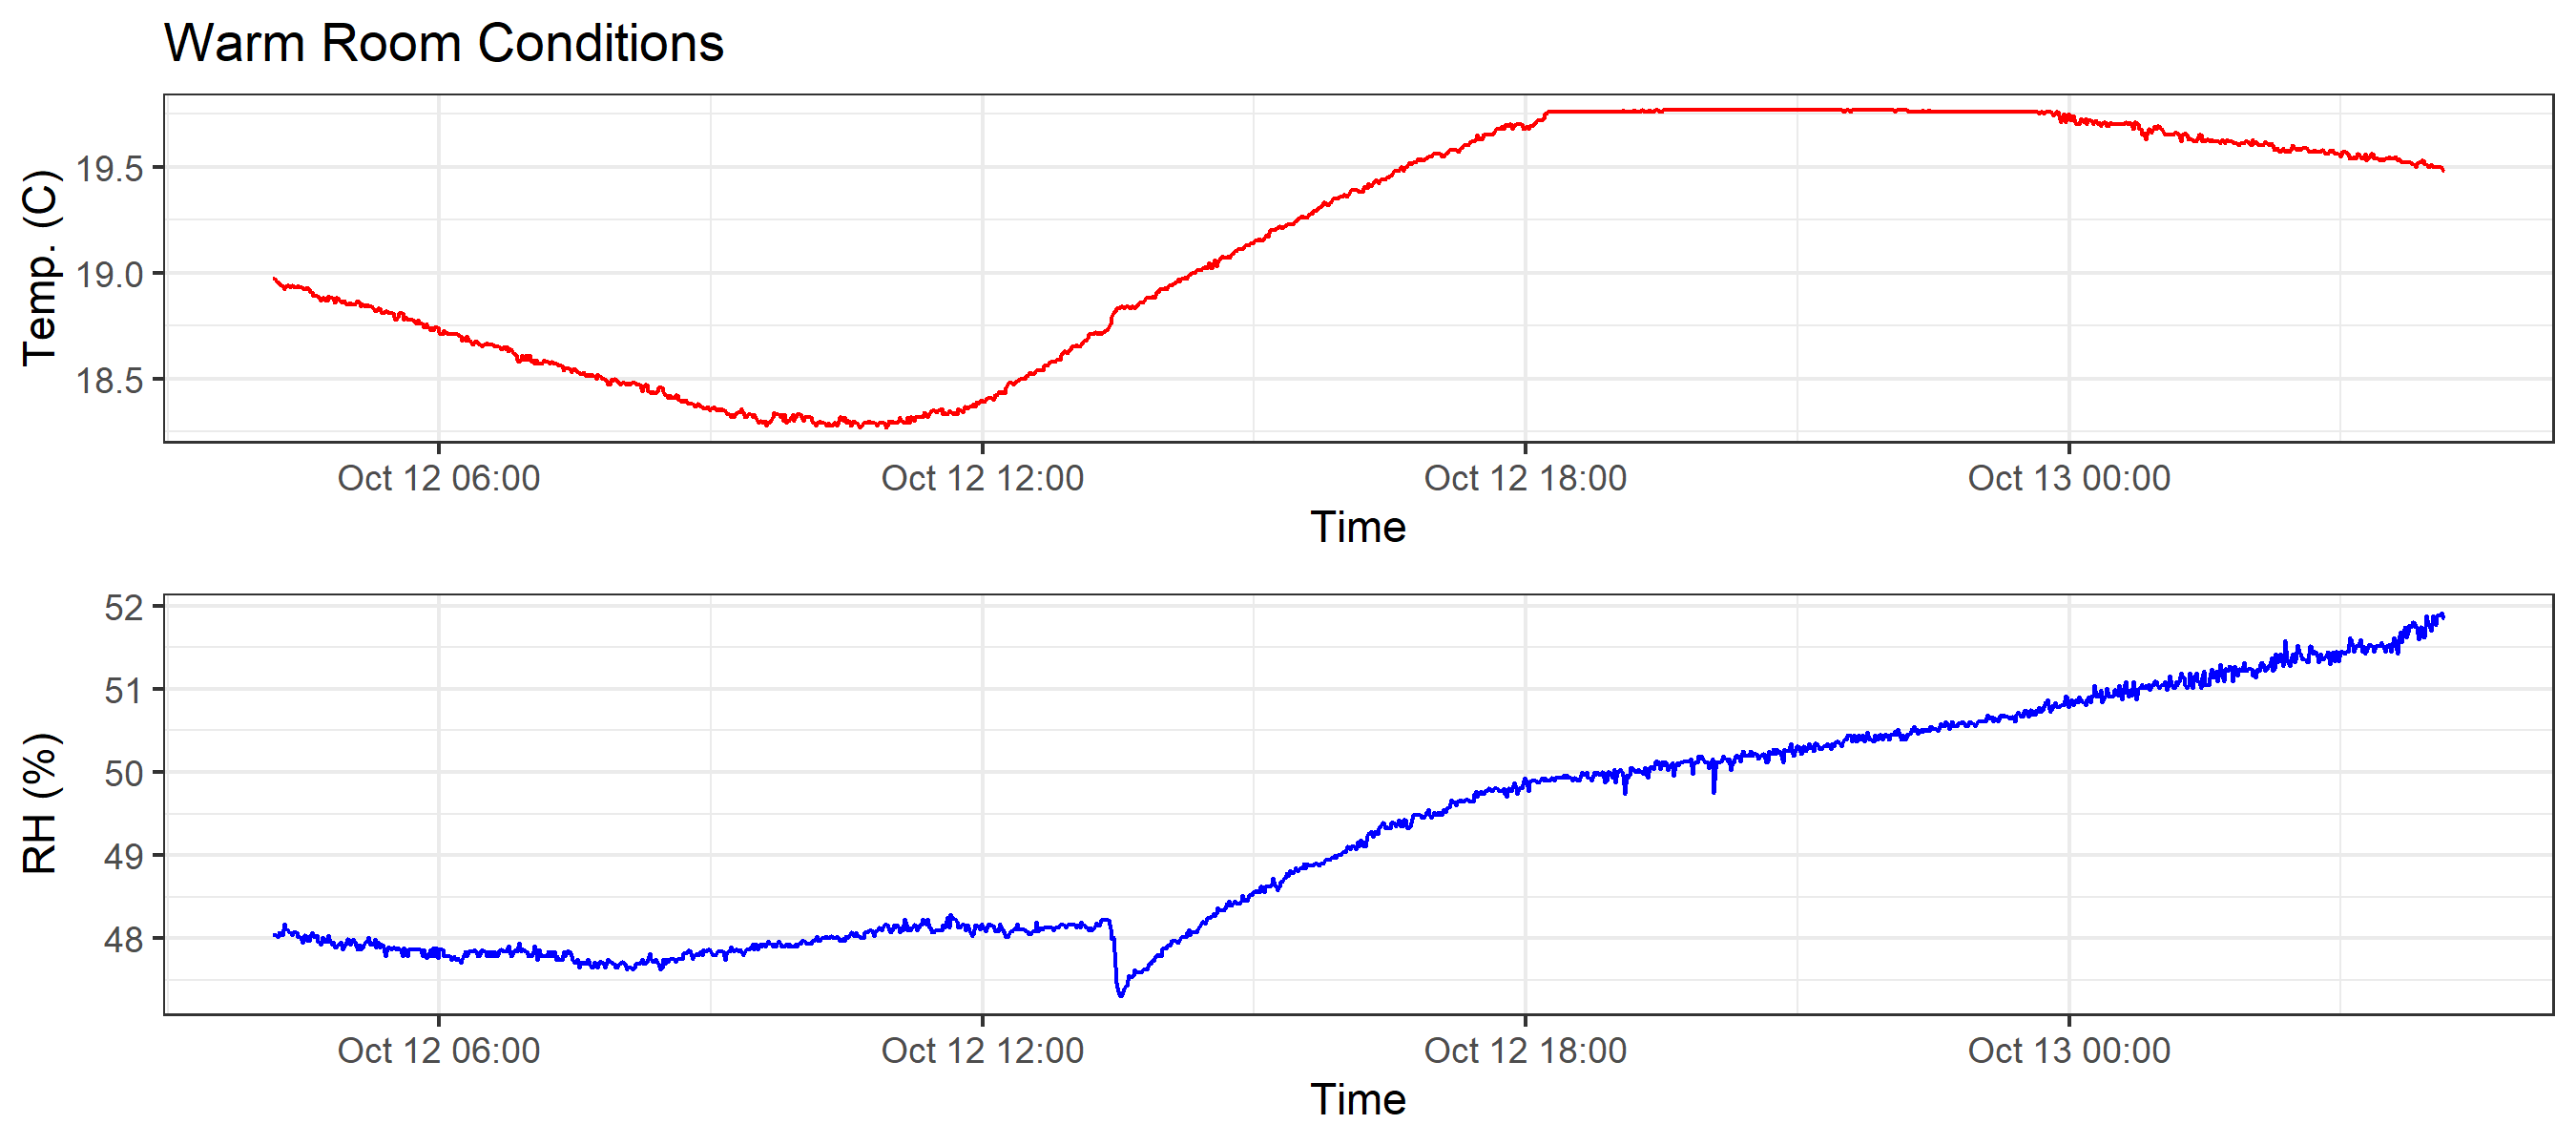 Warm Room Conditions
Temp. (C)
19.5
19.0
18.5
Oct 12 06:00 Oct 12 12:00 Oct 12 18:00 Oct 13 00:00
Time
RH (%)
52
51
50
49
48
Oct 12 06:00 Oct 12 12:00 Oct 12 18:00 Oct 13 00:00
Time